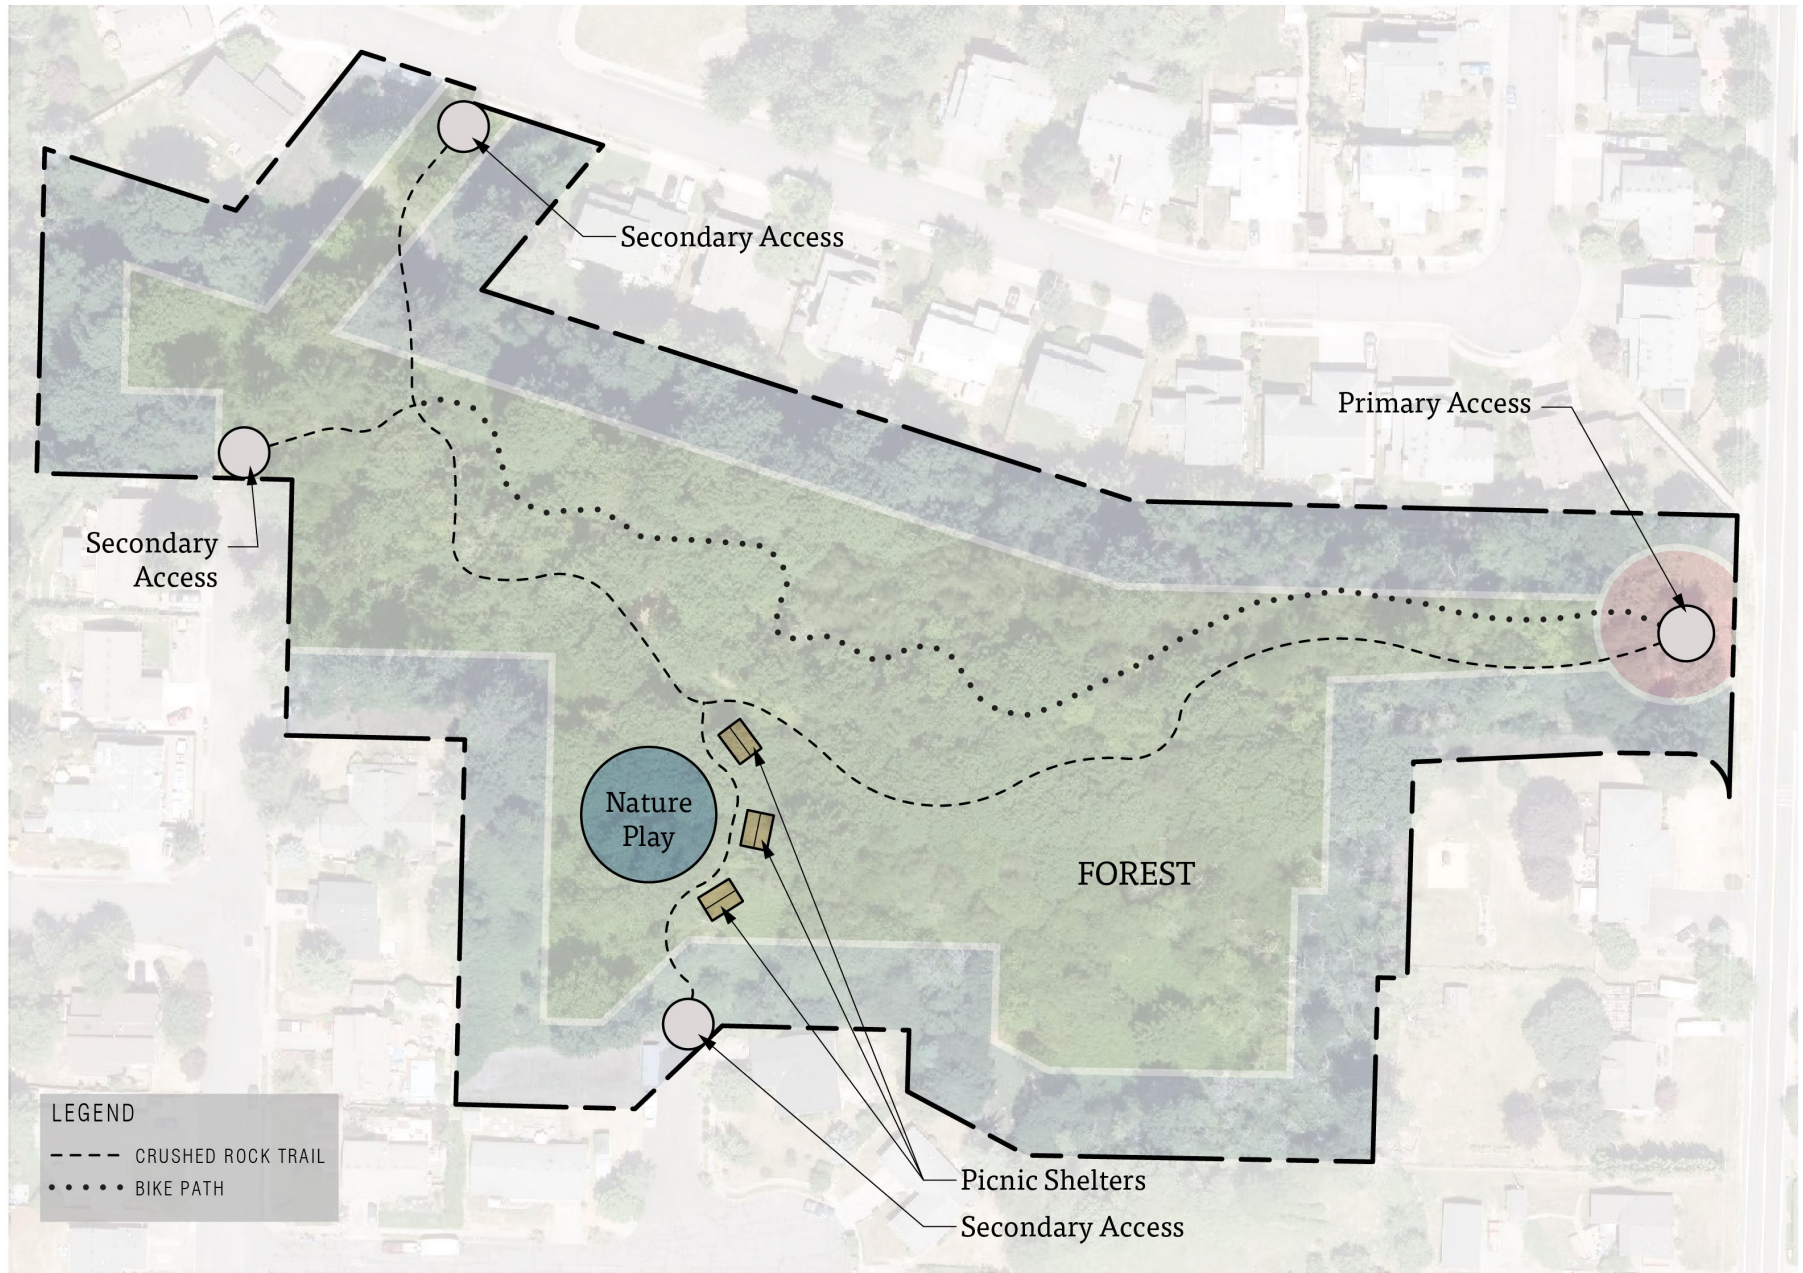 Secondary Access
Primary Access
Secondary
Access
Nature
Play
FOREST
LEGEND
CRUSHED ROCK TRAIL
BIKE PATH
Picnic Shelters
Secondary Access